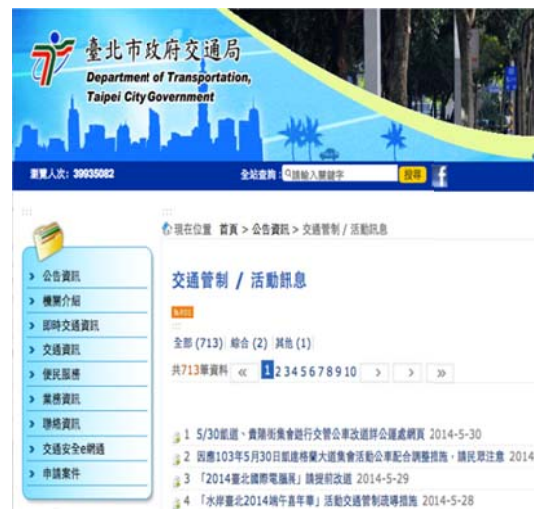 臺北市政府交通局
Department of Transportation,
Taipei City Government
瀏覽人次: 39935082
全站查詢:
請輸入關鍵字
搜尋
f
:::
:::
現在位置 首頁 > 公告資訊 > 交通管制 / 活動訊息
› 公告資訊
› 機關介紹
› 即時交通資訊
› 交通資訊
› 便民服務
› 業務資訊
› 聯絡資訊
› 交通安全e網通
› 申請案件
交通管制 / 活動訊息
RSS
:::
全部 (713) 綜合 (2) 其他 (1)
共713筆資料 « 1 2 3 4 5 6 7 8 9 10 › › »
1 5/30凱道、貴陽街集會遊行交管公車改道詳公運處網頁 2014-5-30
2 因應103年5月30日凱達格蘭大道集會活動公車配合調整措施,請民眾注意 2014
3 「2014臺北國際電腦展」請提前改道 2014-5-29
4 「水岸臺北2014端午嘉年華」活動交通管制疏導措施 2014-5-28